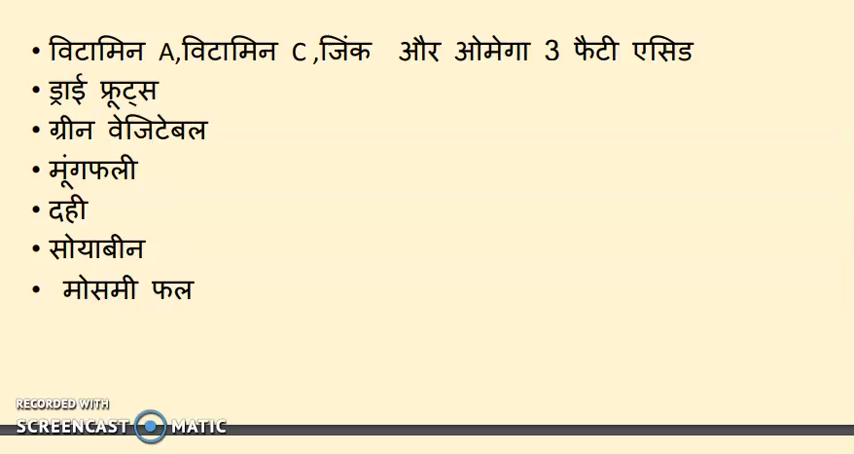 • विटामिन A,विटामिन C ,जिंक और ओमेगा 3 फैटी एसिड
• ड्राई फ्रूट्स
• ग्रीन वेजिटेबल
• मूंगफली
• दही
• सोयाबीन
• मोसमी फल
RECORDED WITH
SCREENCAST MATIC